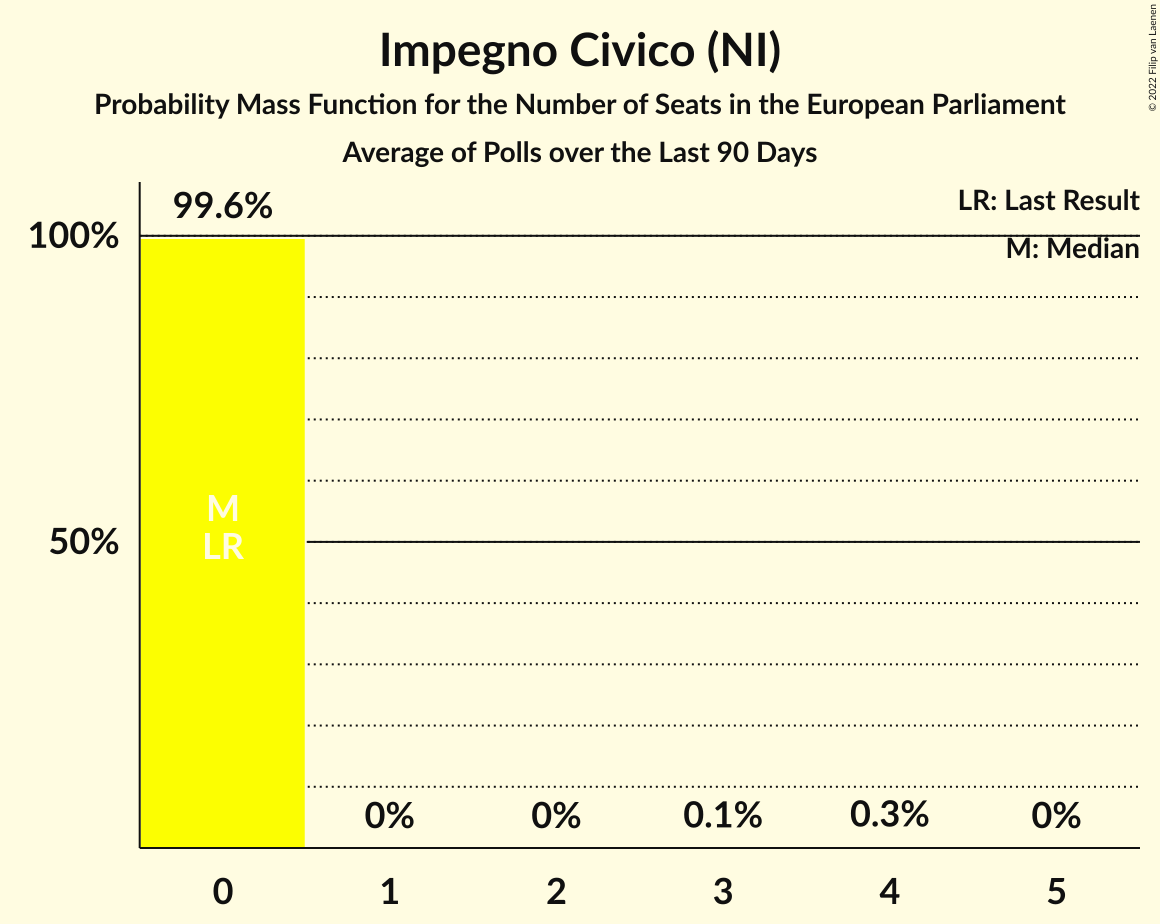 Impegno Civico (NI)
Probability Mass Function for the Number of Seats in the European Parliament
Average of Polls over the Last 90 Days
© 2022 Filip van Laenen
LR: Last Result
M: Median
99.6%
100%
50%
M
LR
0%
0%
0.1%
0.3%
0%
0
1
2
3
4
5